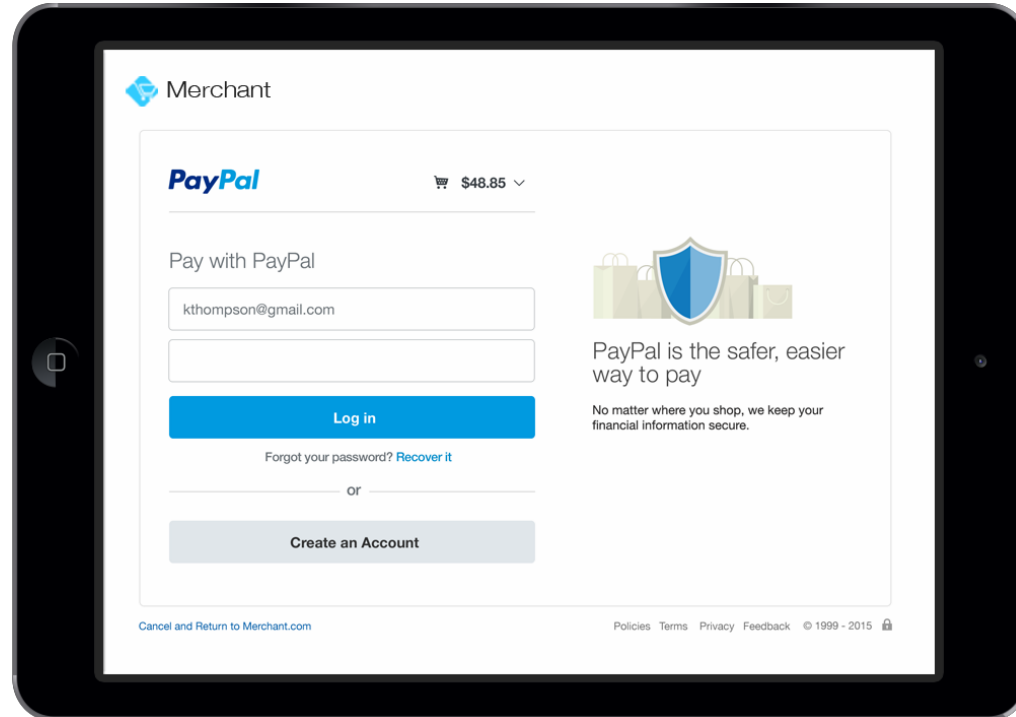 Merchant
PayPal
$48.85
Pay with PayPal
kthompson@gmail.com
Log in
Forgot your password? Recover it
or
Create an Account
PayPal is the safer, easier
way to pay
No matter where you shop, we keep your
financial information secure.
Cancel and Return to Merchant.com
Policies Terms Privacy Feedback © 1999 - 2015